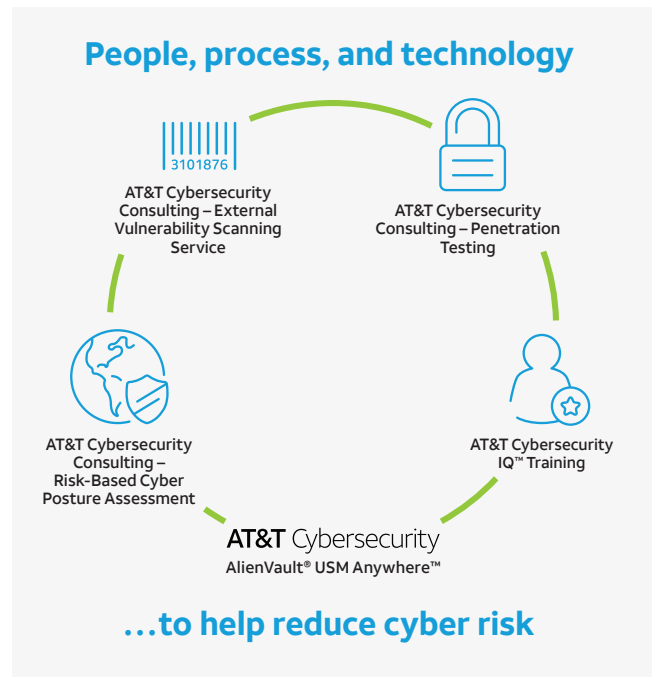 People, process, and technology
3101876
AT&T Cybersecurity
Consulting – External
Vulnerability Scanning
Service
AT&T Cybersecurity
Consulting – Penetration
Testing
AT&T Cybersecurity
Consulting –
Risk-Based Cyber
Posture Assessment
AT&T Cybersecurity
IQ™ Training
AT&T Cybersecurity
AlienVault® USM Anywhere™
...to help reduce cyber risk